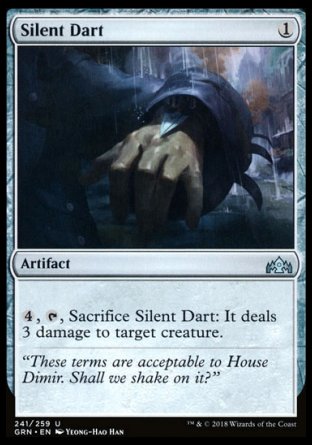 Silent Dart 1
Artifact
4, T, Sacrifice Silent Dart: It deals
3 damage to target creature.
"These terms are acceptable to House
Dimir. Shall we shake on it?"
241/259 U
GRN • EN Yeong-Hao Han
™ & © 2018 Wizards of the Coast